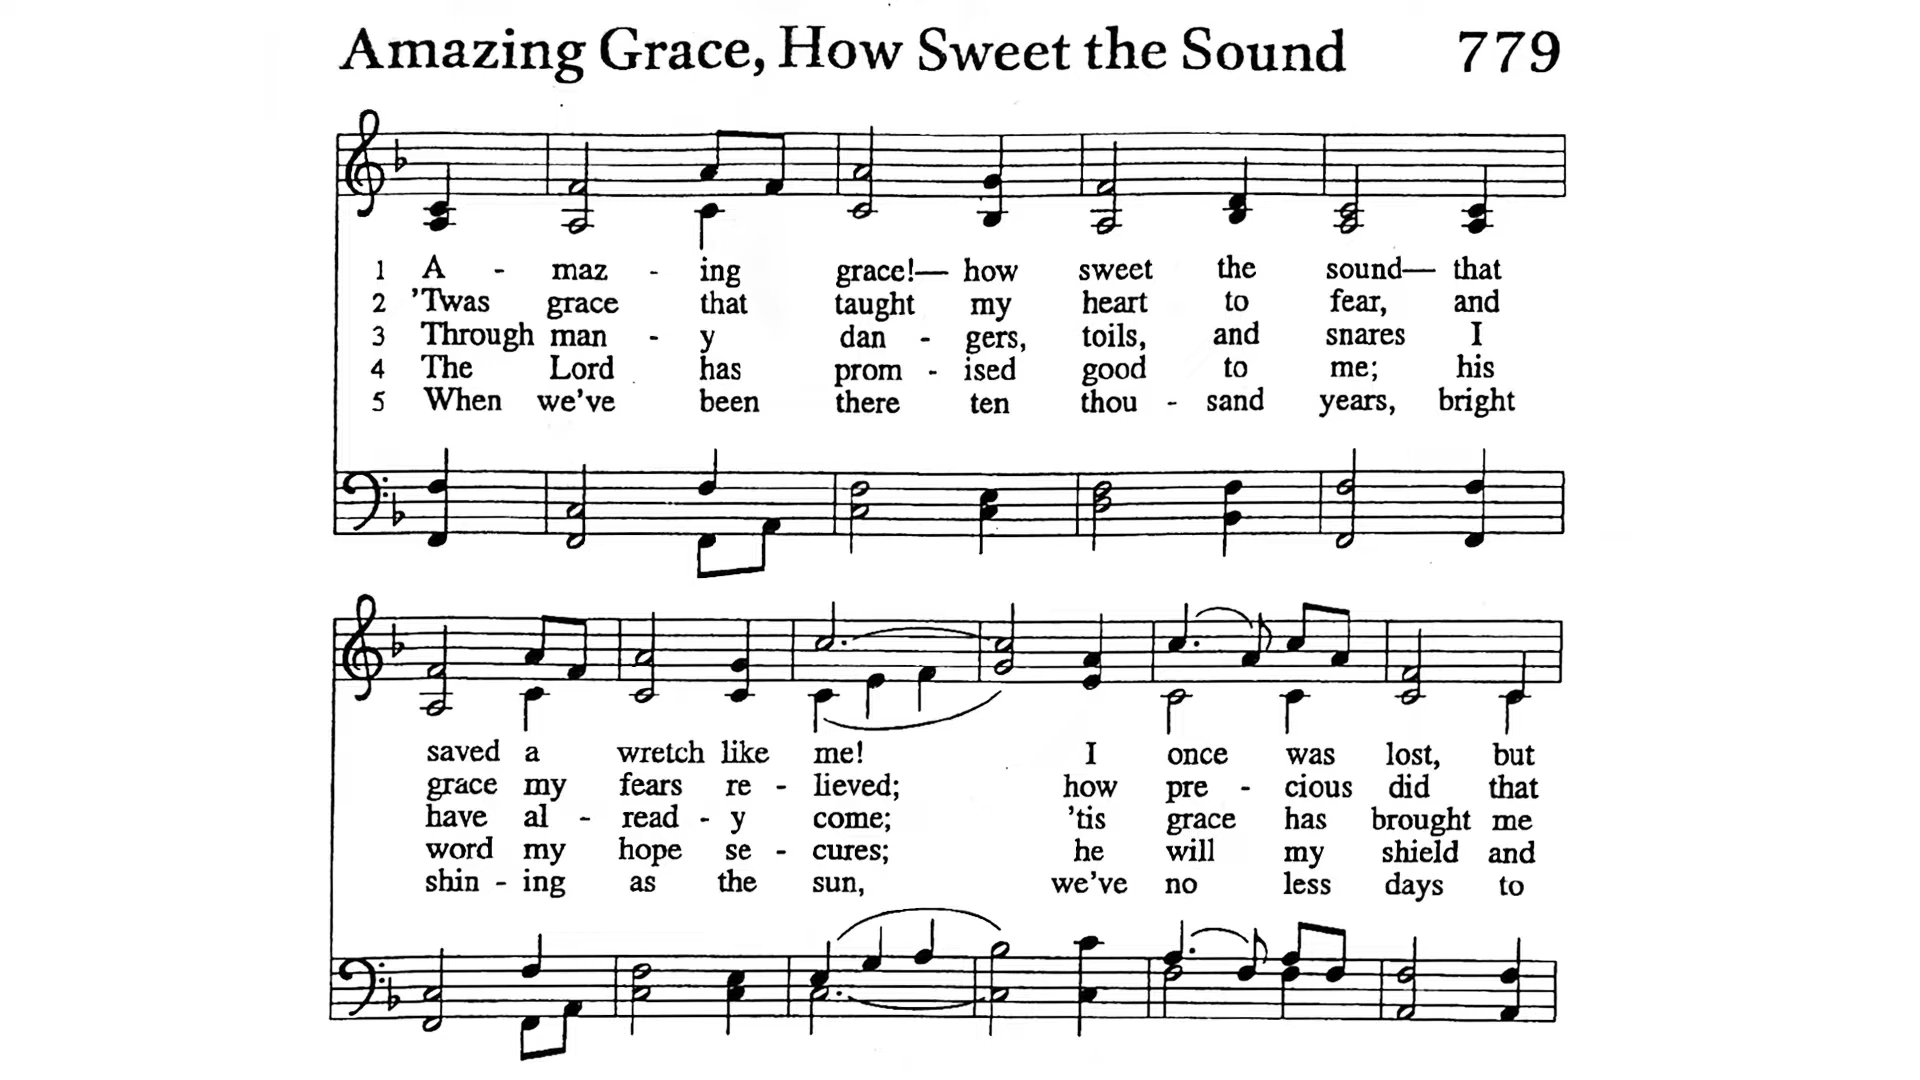 Amazing Grace, How Sweet the Sound 779
1 A - maz - ing grace!— how sweet the sound— that
2 ’Twas grace that taught my heart to fear, and
3 Through man - y dan - gers, toils, and snares I
4 The Lord has prom - ised good to me; his
5 When we’ve been there ten thou - sand years, bright
saved a wretch like me! I once was lost, but
grace my fears re - lieved; how pre - cious did that
have al - read - y come; ’tis grace has brought me
word my hope se - cures; he will my shield and
shin - ing as the sun, we’ve no less days to